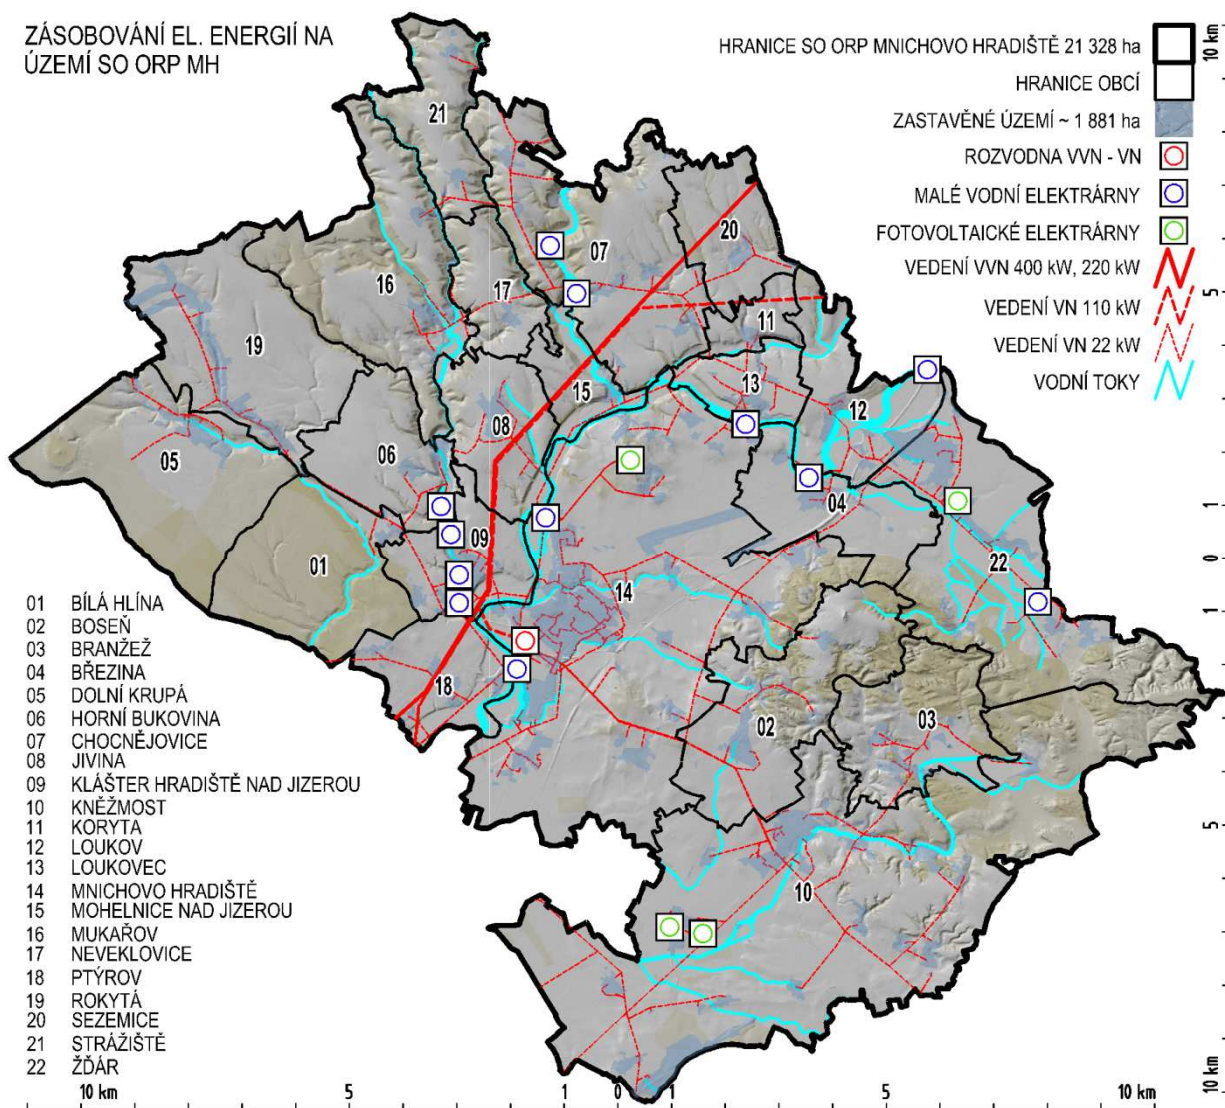 ZÁSOBOVÁNÍ EL. ENERGIÍ NA
ÚZEMÍ SO ORP MH
HRANICE SO ORP MNICHOVO HRADIŠTĚ 21 328 ha
HRANICE OBCÍ
ZASTAVĚNÉ ÚZEMÍ ~ 1 881 ha
ROZVODNA VVN - VN
MALÉ VODNÍ ELEKTRÁRNY
FOTOVOLTAICKÉ ELEKTRÁRNY
VEDENÍ VVN 400 kW, 220 kW
VEDENÍ VN 110 kW
VEDENÍ VN 22 kW
VODNÍ TOKY
10 km
5
1
0
1
5
10 km
21
20
07
16
17
11
19
13
15
12
08
06
05
04
09
01
22
14
18
02
03
10
01 BÍLÁ HLÍNA
02 BOSEŇ
03 BRANŽEŽ
04 BŘEZINA
05 DOLNÍ KRUPÁ
06 HORNÍ BUKOVINA
07 CHOCNĚJOVICE
08 JIVINA
09 KLÁŠTER HRADIŠTĚ NAD JIZEROU
10 KNĚŽMOST
11 KORYTA
12 LOUKOV
13 LOUKOVEC
14 MNICHOVO HRADIŠTĚ
15 MOHELNICE NAD JIZEROU
16 MUKAŘOV
17 NEVEKLOVICE
18 PTÝROV
19 ROKYTÁ
20 SEZEMICE
21 STRÁŽIŠTĚ
22 ŽĎÁR
10 km 5 1 0 1 5 10 km